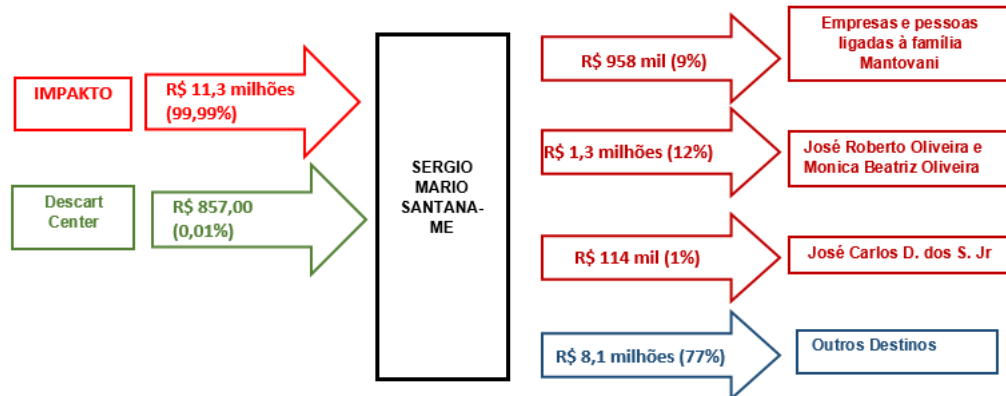 IMPAKTO
R$ 11,3 milhões
(99,99%)
Descart
Center
R$ 857,00
(0,01%)
SERGIO
MARIO
SANTANA-
ME
R$ 958 mil (9%)
Empresas e pessoas
ligadas à família
Mantovani
R$ 1,3 milhões (12%)
José Roberto Oliveira e
Monica Beatriz Oliveira
R$ 114 mil (1%)
José Carlos D. dos S. Jr
R$ 8,1 milhões (77%)
Outros Destinos